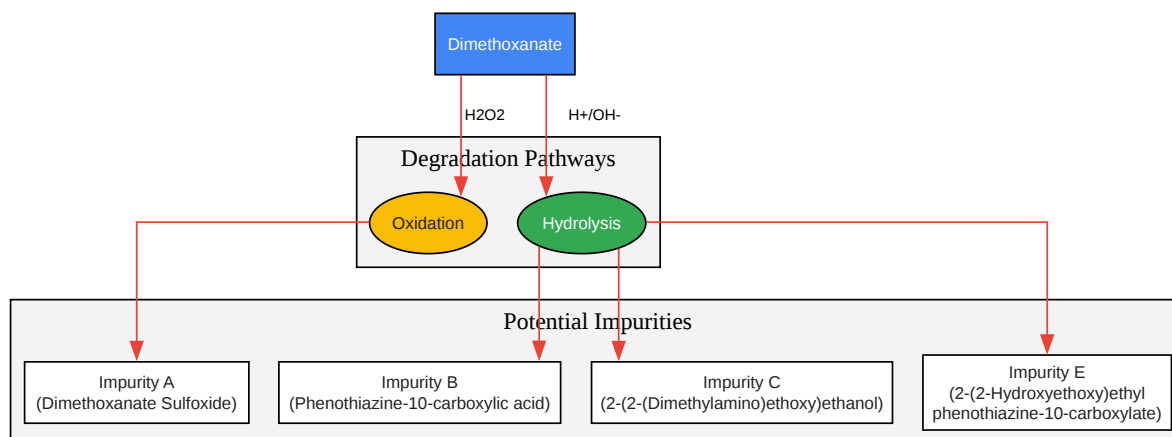 Dimethoxanate
H2O2
H+/OH-
Degradation Pathways
Oxidation
Hydrolysis
Potential Impurities
Impurity A
(Dimethoxanate Sulfoxide)
Impurity B
(Phenothiazine-10-carboxylic acid)
Impurity C
(2-(2-(Dimethylamino)ethoxy)ethanol)
Impurity E
(2-(2-Hydroxyethoxy)ethyl
phenothiazine-10-carboxylate)